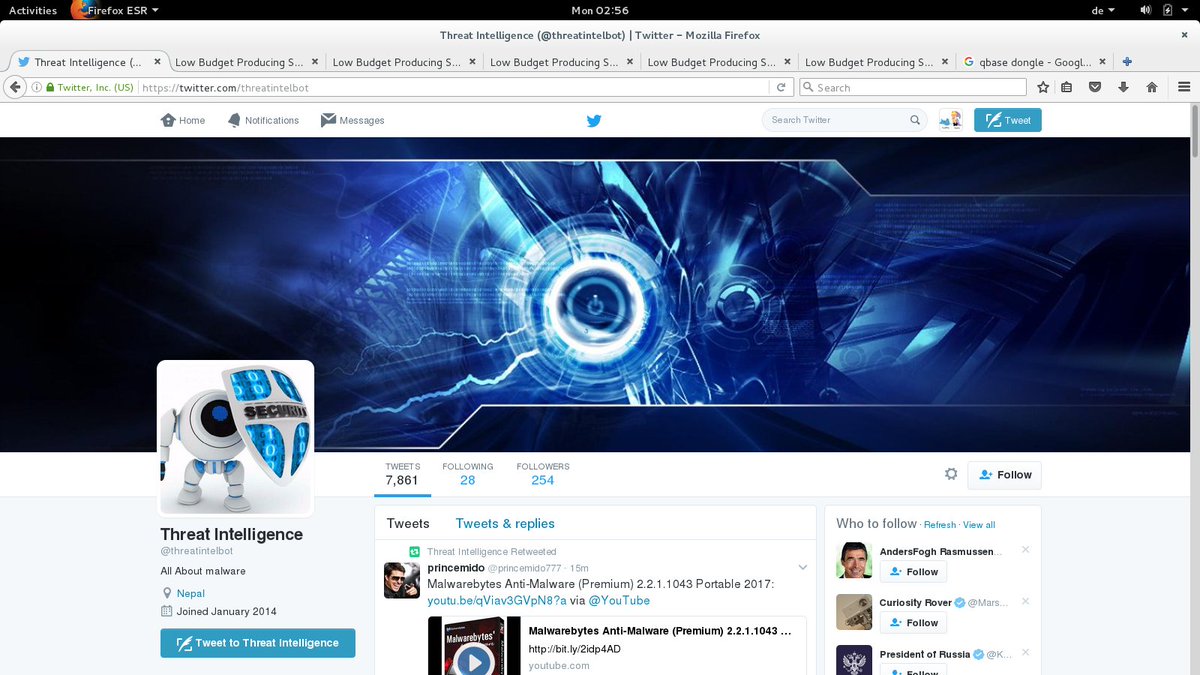 Activities Firefox ESR Mon 02:56 de
Threat Intelligence (@threatintelbot) | Twitter – Mozilla Firefox
Threat Intelligence (... Low Budget Producing S... Low Budget Producing S... Low Budget Producing S... Low Budget Producing S... Low Budget Producing S... qbase dongle - Googl...
Twitter, Inc. (US) https://twitter.com/threatintelbot Search
Home Notifications Messages Search Twitter Tweet
SECURITY
TWEETS FOLLOWING FOLLOWERS
7,861 28 254
Follow
Threat Intelligence
@threatintelbot
All About malware
Nepal
Joined January 2014
Tweet to Threat Intelligence
Tweets Tweets & replies
Threat Intelligence Retweeted
princemido @princemido777 · 15m
Malwarebytes Anti-Malware (Premium) 2.2.1.1043 Portable 2017:
youtu.be/qViav3GVpN8?a via @YouTube
Malwarebytes
Malwarebytes Anti-Malware (Premium) 2.2.1.1043 ...
http://bit.ly/2idp4AD
youtube.com
Who to follow · Refresh · View all
AndersFogh Rasmussen...
Follow
Curiosity Rover @Mars...
Follow
President of Russia @K...
Follow